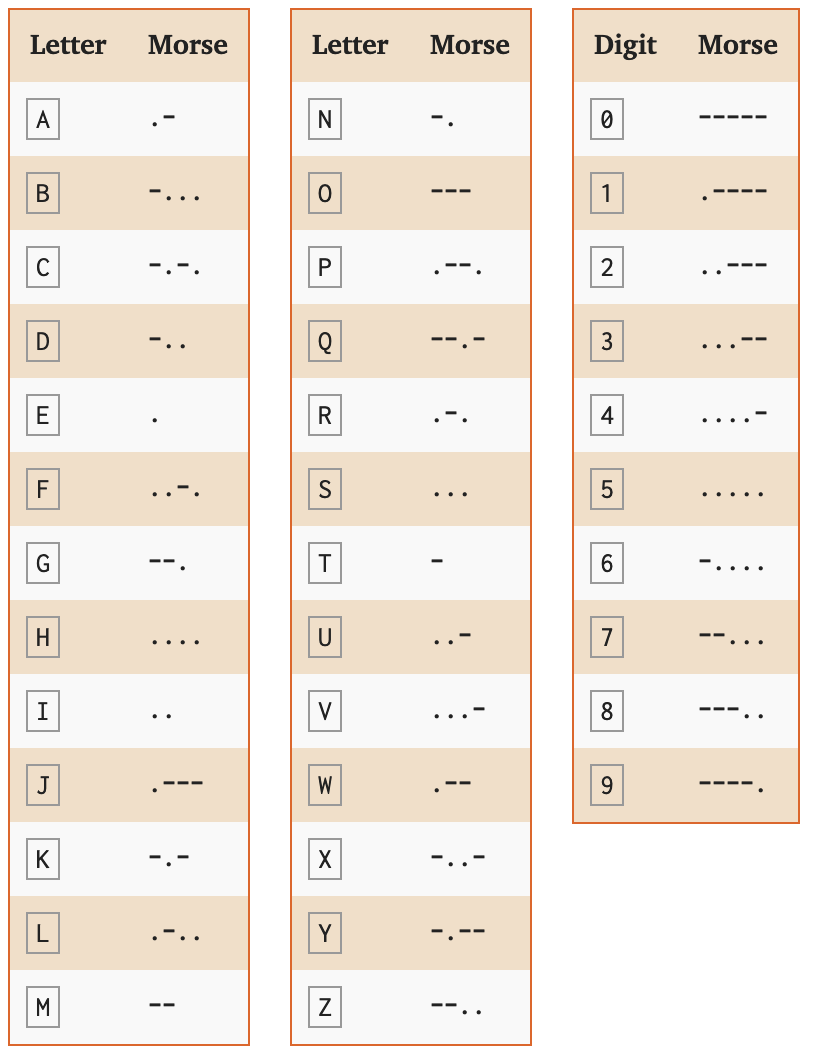 Letter Morse
A .-
B -...
C -.-.
D -..
E .
F ..-.
G --.
H ....
I ..
J .---
K -.-
L .-..
M --
Letter Morse
N -.
O ---
P .--.
Q --.-
R .-.
S ...
T -
U ..-
V ...-
W .--
X -..-
Y -.--
Z --..
Digit Morse
0 -----
1 .----
2 ..---
3 ...--
4 ....-
5 .....
6 -....
7 --...
8 ---..
9 ----.